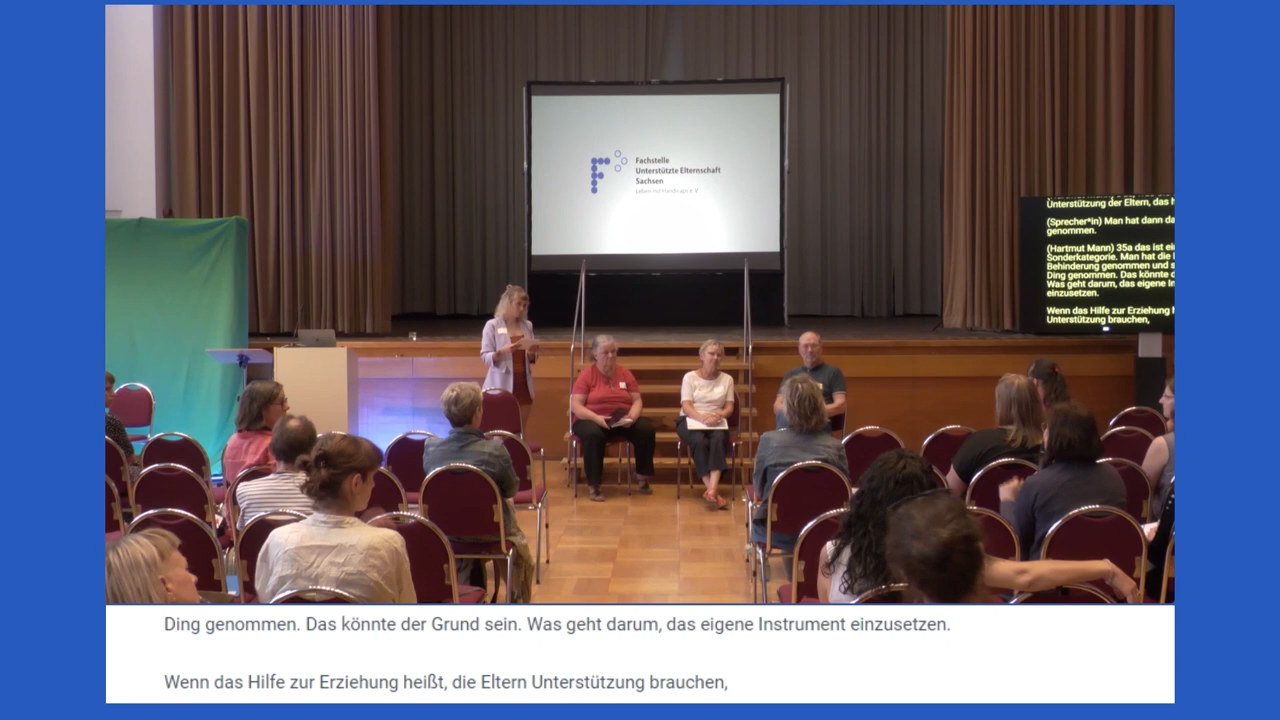 Fachstelle
Unterstützte Elternschaft
Sachsen
Leben mit Handicaps e.V.
Unterstützung der Eltern, das
(Sprecher*in) Man hat dann
genommen.
(Hartmut Mann) 35a das ist
Sonderkategorie. Man hat die
Behinderung genommen und
Ding genommen. Das könnte
Was geht darum, das eigene
einzusetzen.
Wenn das Hilfe zur Erziehung
Unterstützung brauchen,
Ding genommen. Das könnte der Grund sein. Was geht darum, das eigene Instrument einzusetzen.
Wenn das Hilfe zur Erziehung heißt, die Eltern Unterstützung brauchen,